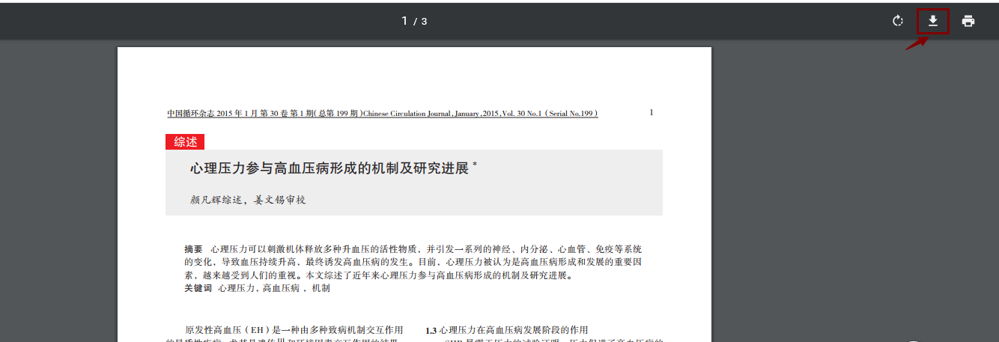 1 / 3
中国循环杂志 2015 年 1 月 第 30 卷 第 1 期(总第 199 期)Chinese Circulation Journal,January,2015,Vol. 30 No.1（Serial No.199） 1
综述
心理压力参与高血压病形成的机制及研究进展 *
颜凡辉综述，姜文锡审校
摘要 心理压力可以刺激机体释放多种升血压的活性物质，并引发一系列的神经、内分泌、心血管、免疫等系统
的变化，导致血压持续升高，最终诱发高血压病的发生。目前，心理压力被认为是高血压病形成和发展的重要因
素，越来越受到人们的重视。本文综述了近年来心理压力参与高血压病形成的机制及研究进展。
关键词 心理压力，高血压病，机制
原发性高血压（EH）是一种由多种致病机制交互作用
1.3 心理压力在高血压病发展阶段的作用